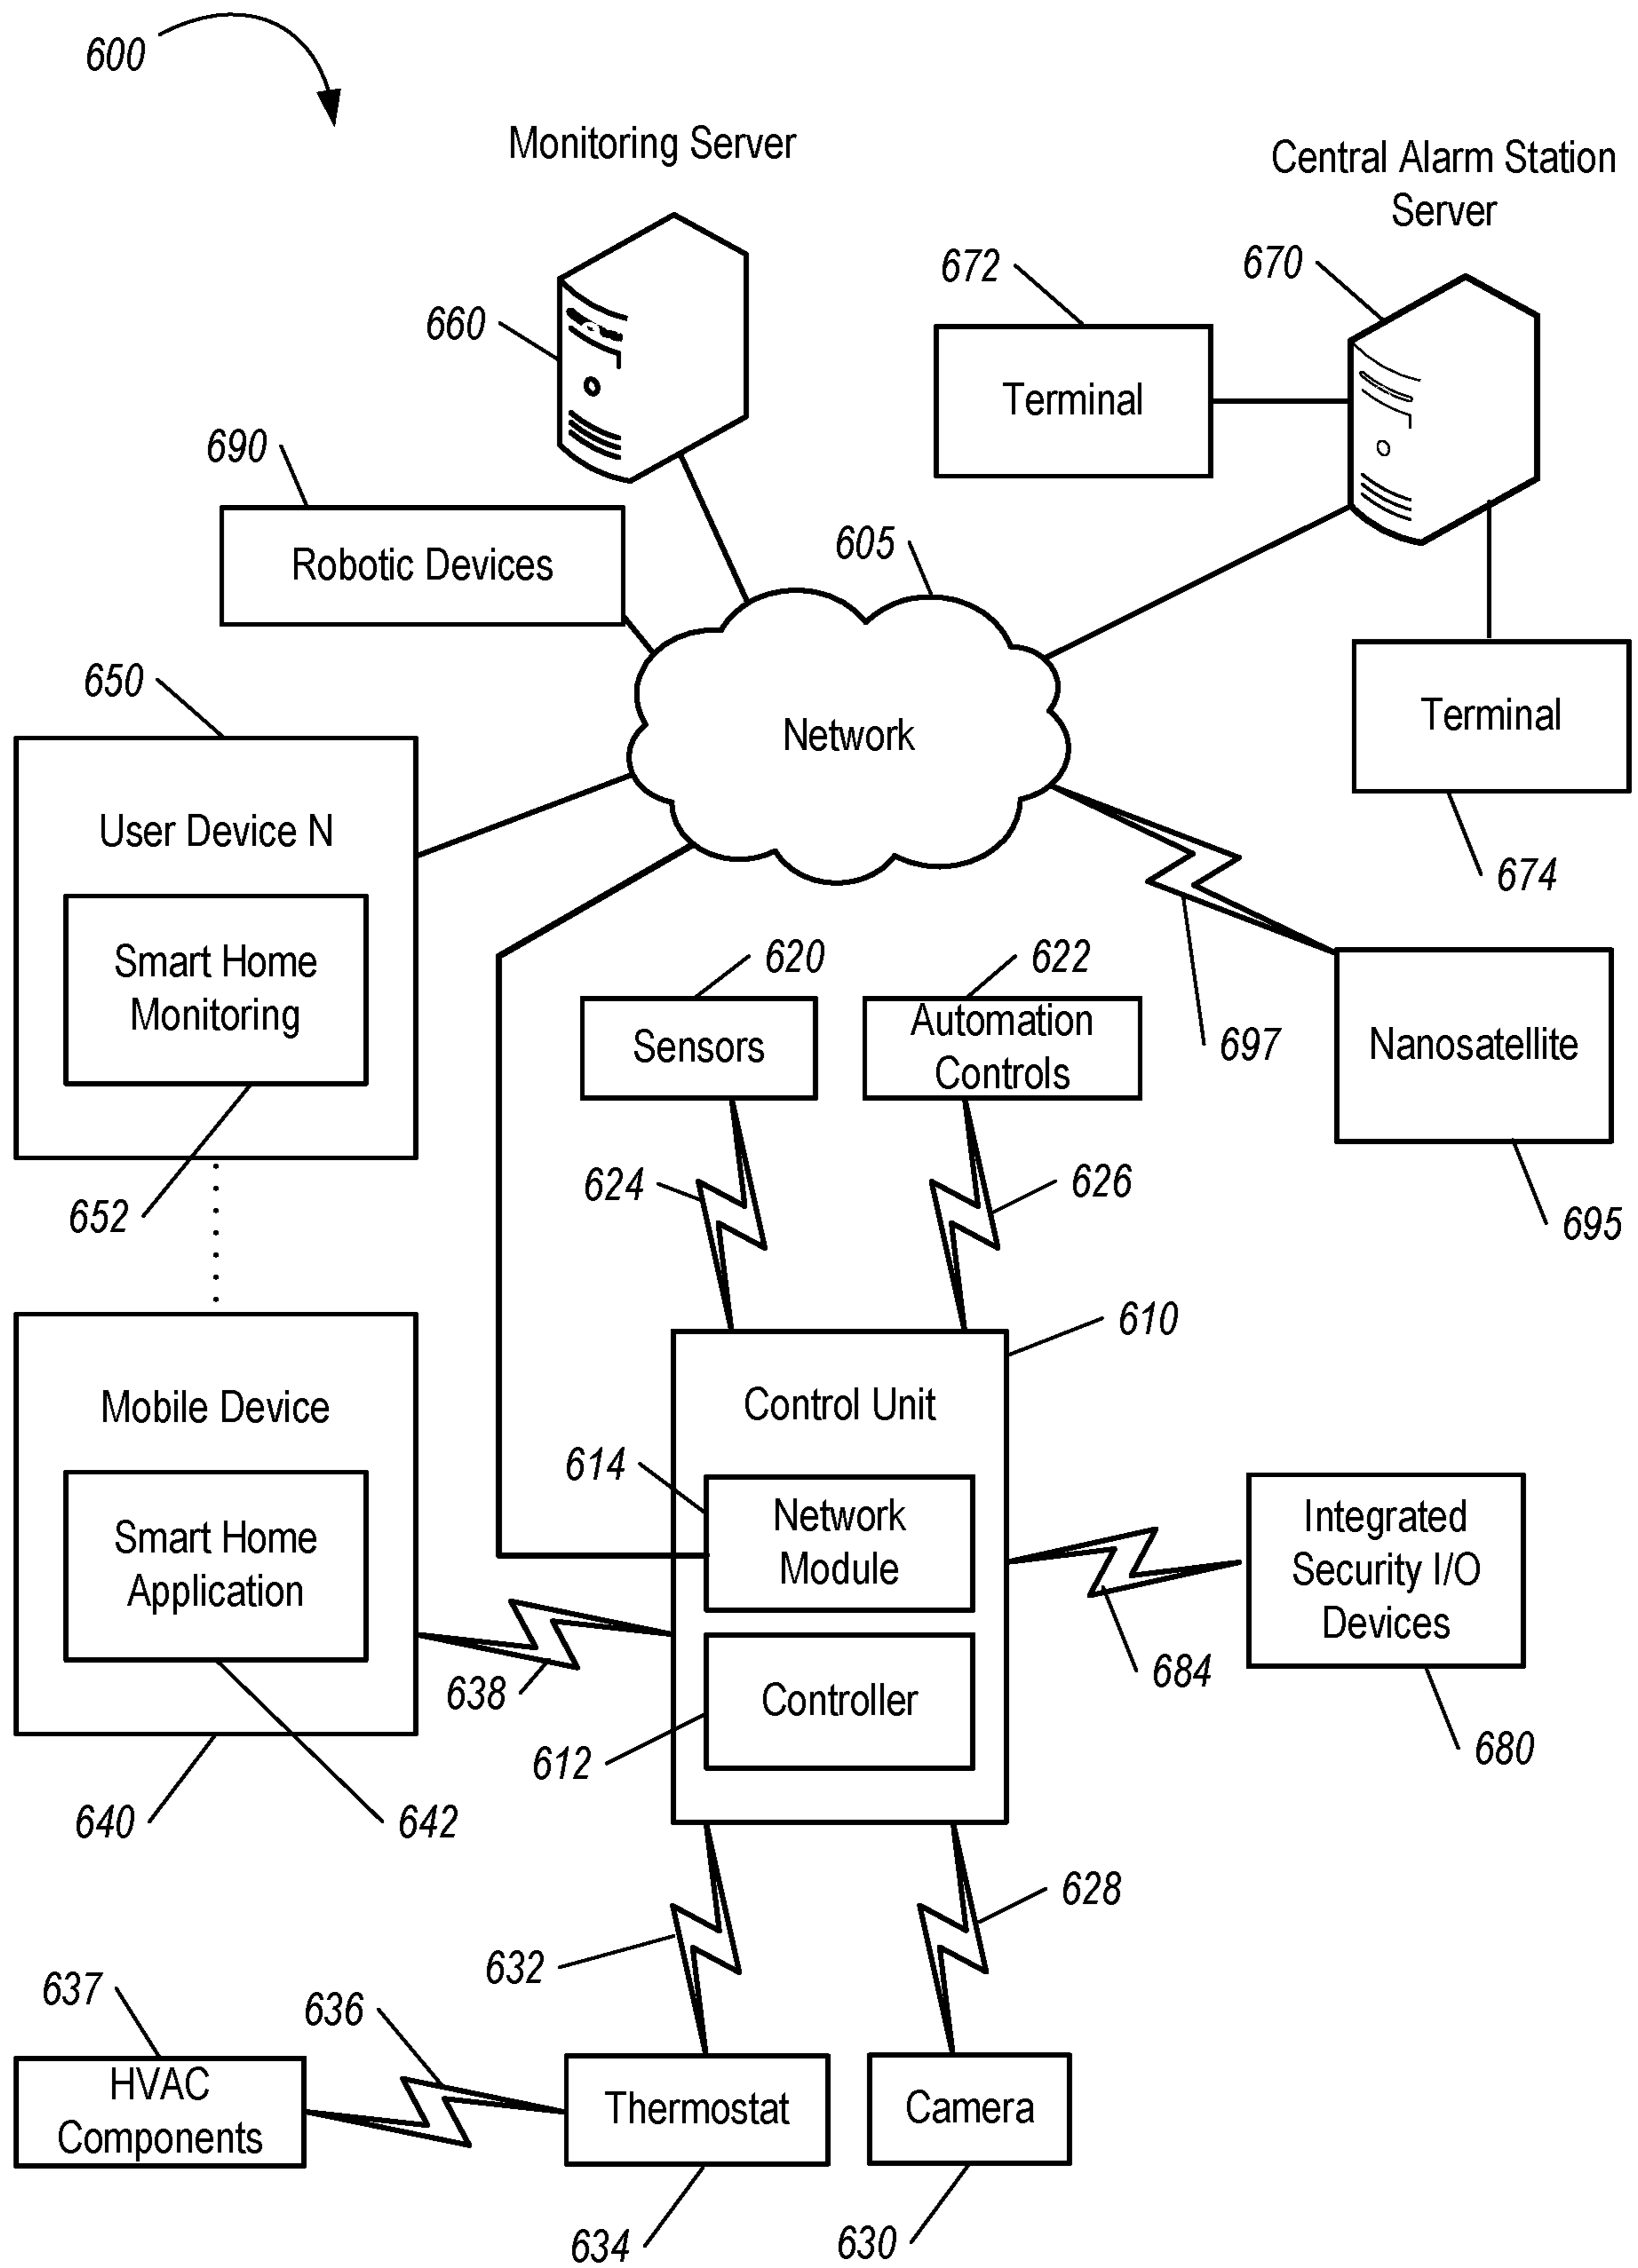 600
Monitoring Server
Central Alarm Station
Server
672
670
660
Terminal
690
605
Robotic Devices
650
Network
Terminal
User Device N
674
Smart Home
Monitoring
620
622
Sensors
Automation
Controls
697
Nanosatellite
652
624
626
695
610
Mobile Device
Control Unit
614
Smart Home
Application
Network
Module
Integrated
Security I/O
Devices
638
684
Controller
612
680
640
642
628
632
637
636
HVAC
Components
Thermostat
Camera
634
630